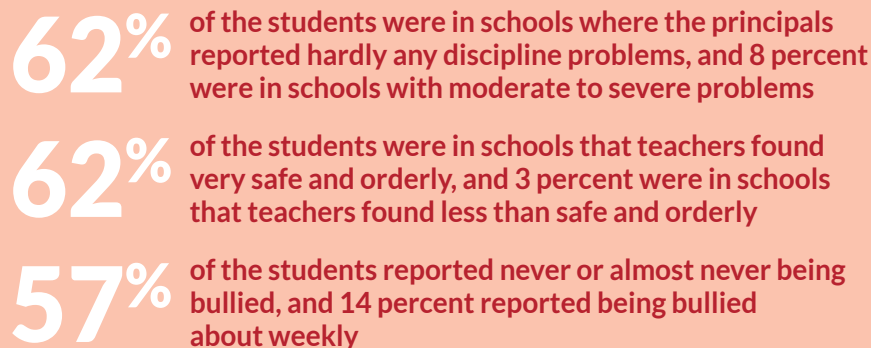 62% of the students were in schools where the principals
reported hardly any discipline problems, and 8 percent
were in schools with moderate to severe problems
62% of the students were in schools that teachers found
very safe and orderly, and 3 percent were in schools
that teachers found less than safe and orderly
57% of the students reported never or almost never being
bullied, and 14 percent reported being bullied
about weekly